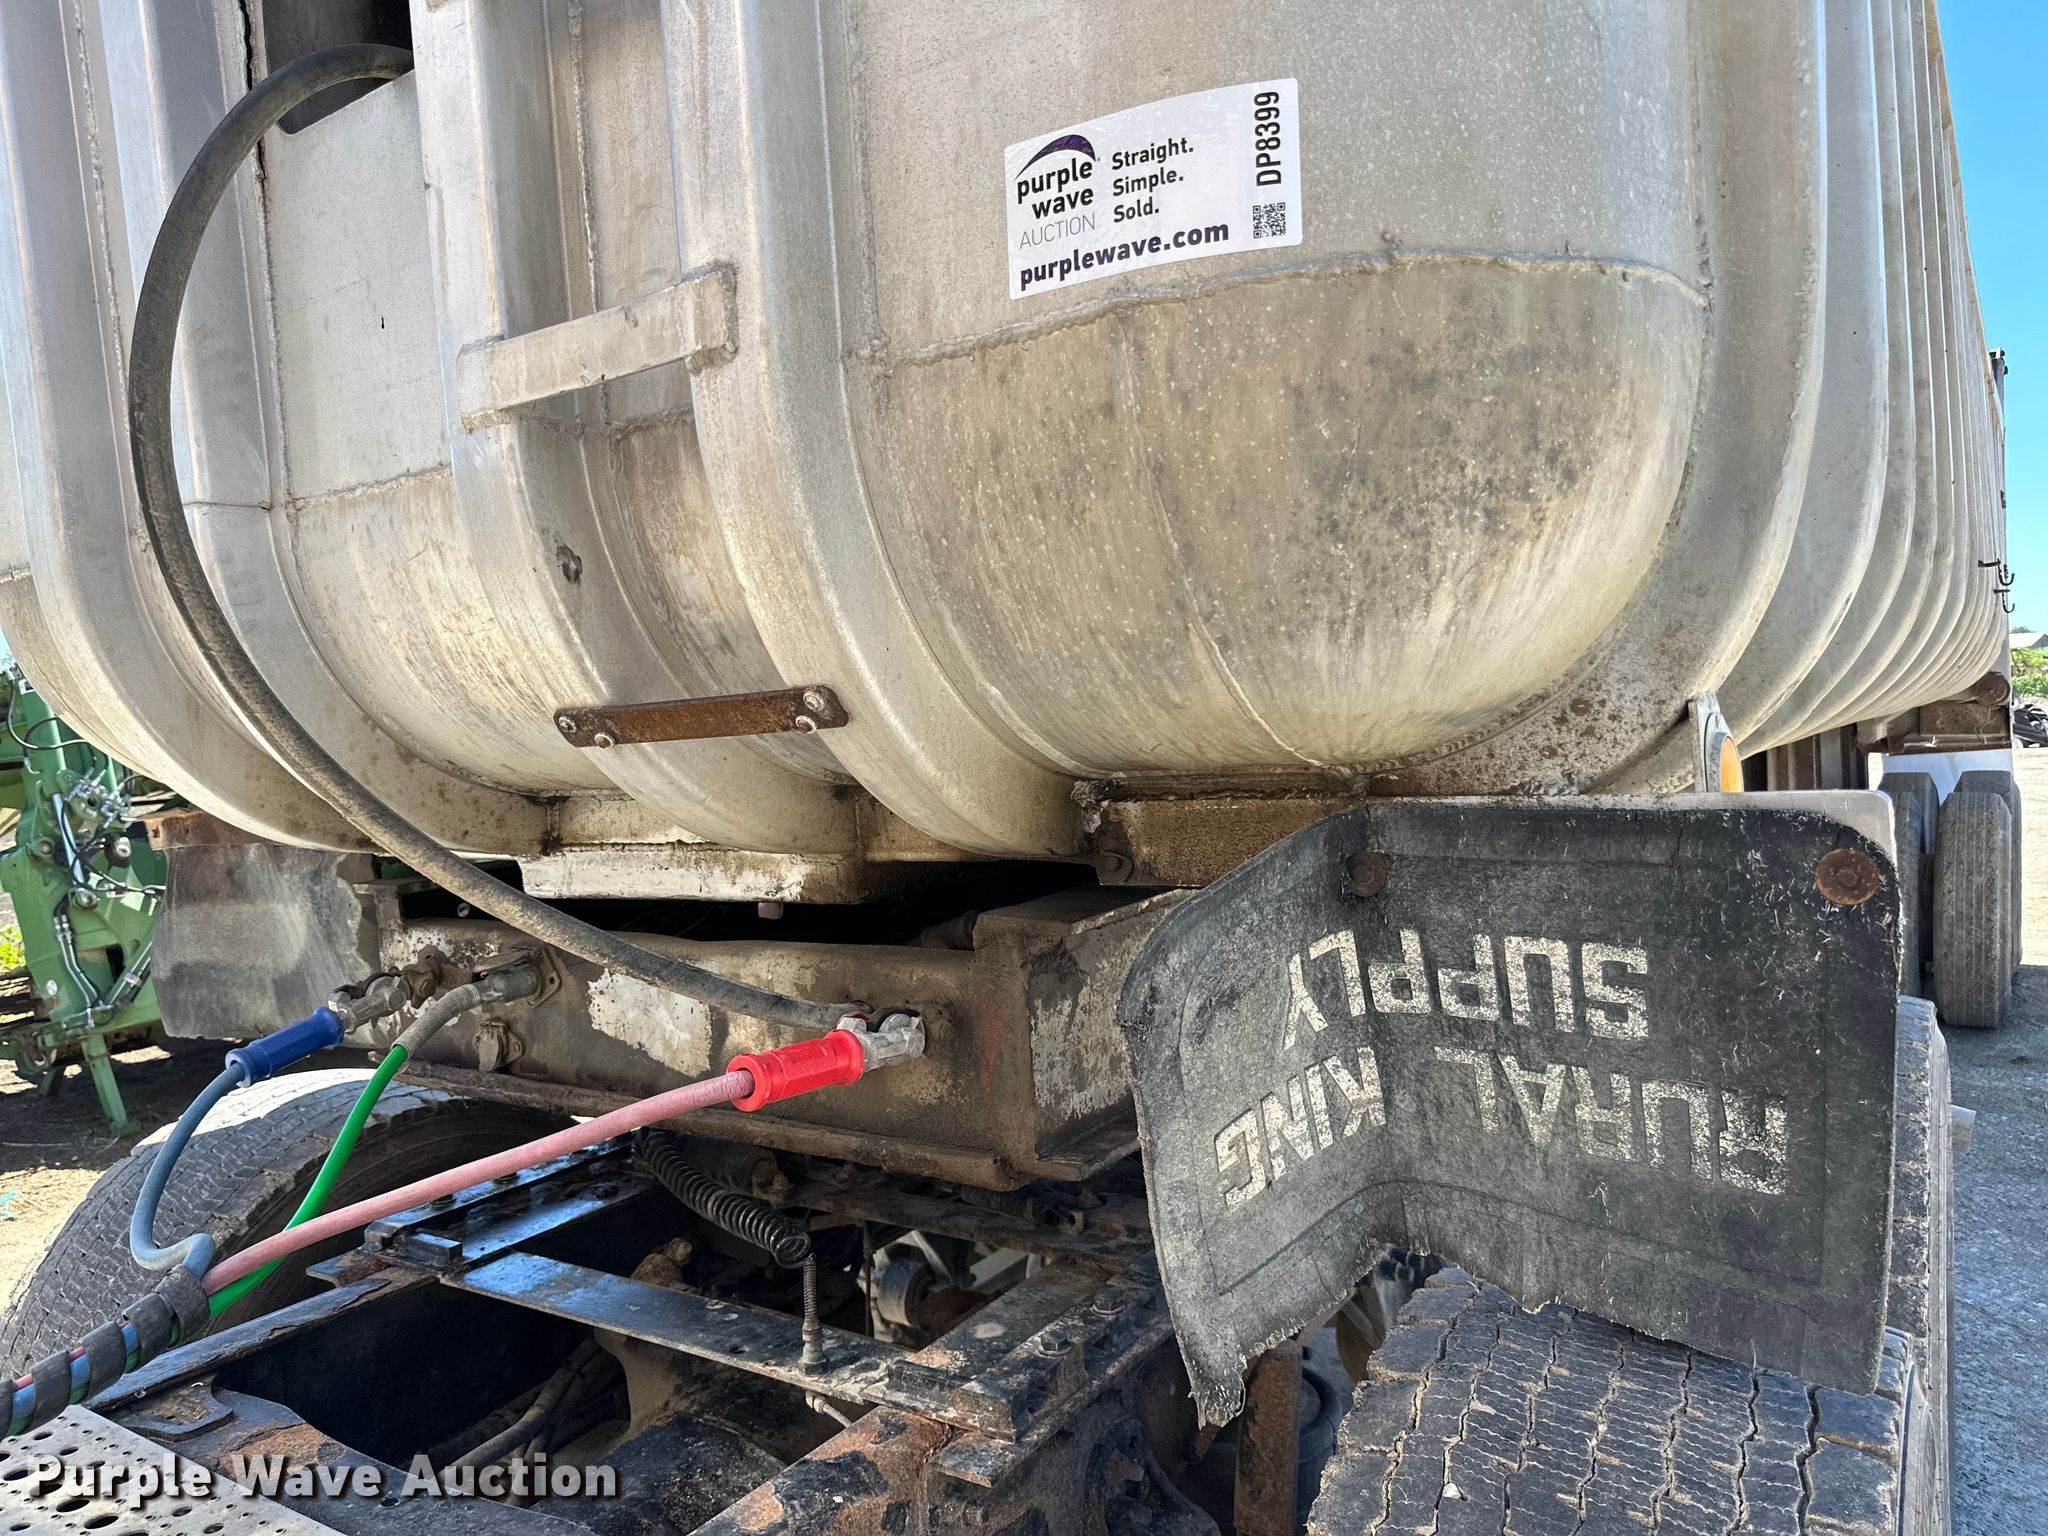 purple
wave
AUCTION
Straight.
Simple.
Sold.
purplewave.com
DP8399
RURAL KING
SUPPLY
Purple Wave Auction